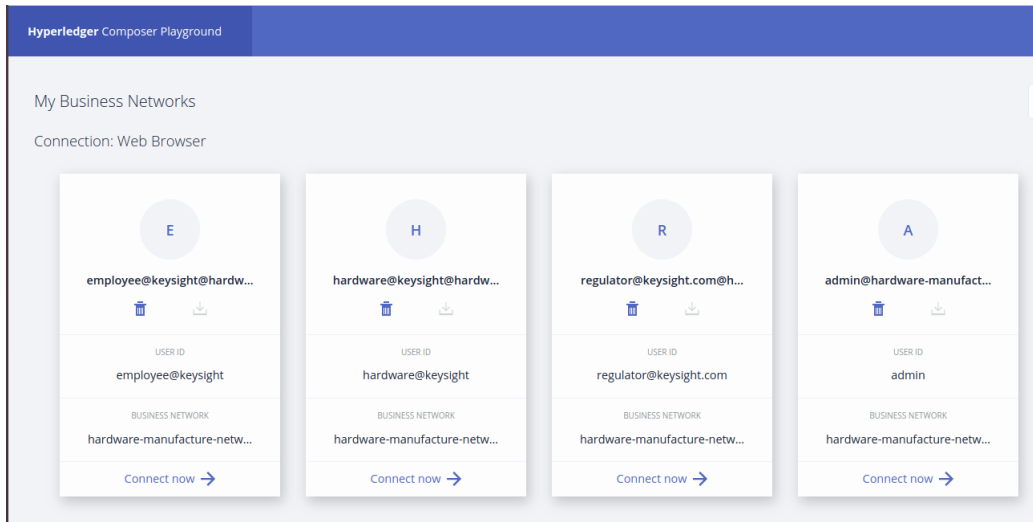 Hyperledger Composer Playground
My Business Networks
Connection: Web Browser
E
employee@keysight@hardw...
USER ID
employee@keysight
BUSINESS NETWORK
hardware-manufacture-netw...
Connect now
H
hardware@keysight@hardw...
USER ID
hardware@keysight
BUSINESS NETWORK
hardware-manufacture-netw...
Connect now
R
regulator@keysight.com@h...
USER ID
regulator@keysight.com
BUSINESS NETWORK
hardware-manufacture-netw...
Connect now
A
admin@hardware-manufact...
USER ID
admin
BUSINESS NETWORK
hardware-manufacture-netw...
Connect now